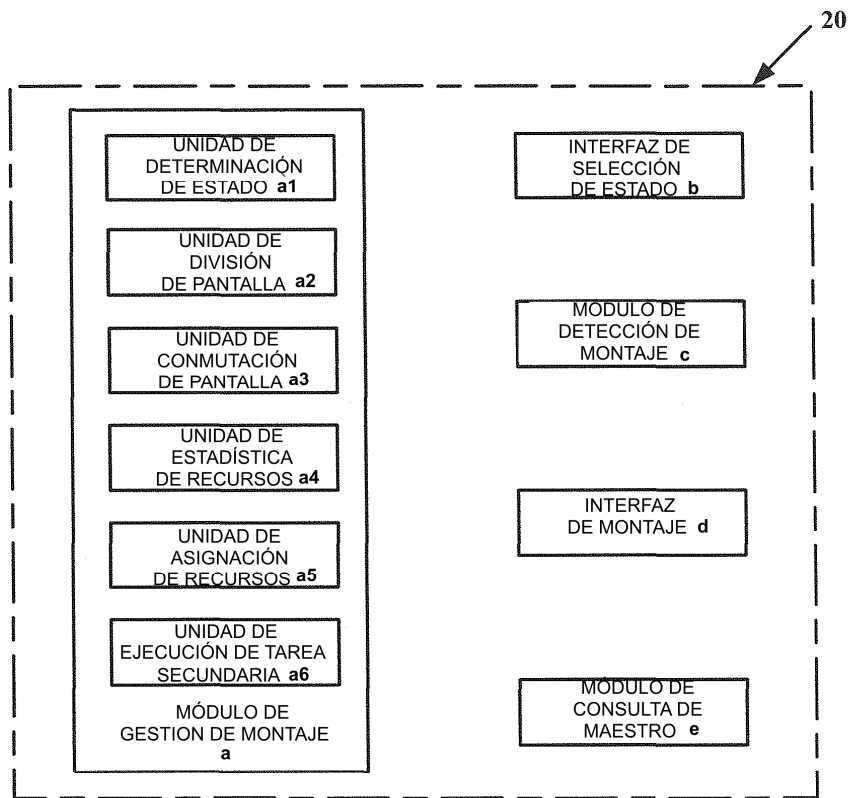 20
UNIDAD DE
DETERMINACIÓN
DE ESTADO a1
UNIDAD DE
DIVISIÓN
DE PANTALLA a2
UNIDAD DE
CONMUTACIÓN
DE PANTALLA a3
UNIDAD DE
ESTADÍSTICA
DE RECURSOS a4
UNIDAD DE
ASIGNACIÓN
DE RECURSOS a5
UNIDAD DE
EJECUCIÓN DE TAREA
SECUNDARIA a6
MÓDULO DE
GESTION DE MONTAJE
a
INTERFAZ DE
SELECCIÓN
DE ESTADO b
MÓDULO DE
DETECCIÓN DE
MONTAJE c
INTERFAZ
DE MONTAJE d
MÓDULO DE
CONSULTA DE
MAESTRO e